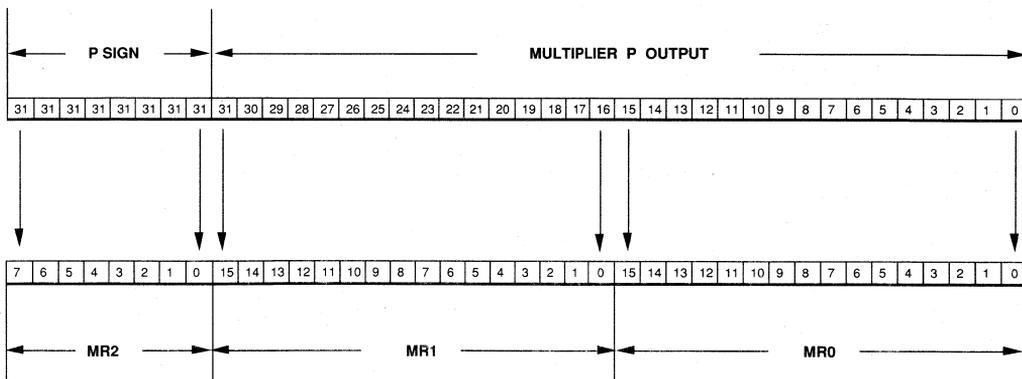 P SIGN MULTIPLIER P OUTPUT
31 31 31 31 31 31 31 31 31 30 29 28 27 26 25 24 23 22 21 20 19 18 17 16 15 14 13 12 11 10 9 8 7 6 5 4 3 2 1 0
7 6 5 4 3 2 1 0 15 14 13 12 11 10 9 8 7 6 5 4 3 2 1 0 15 14 13 12 11 10 9 8 7 6 5 4 3 2 1 0
MR2 MR1 MR0